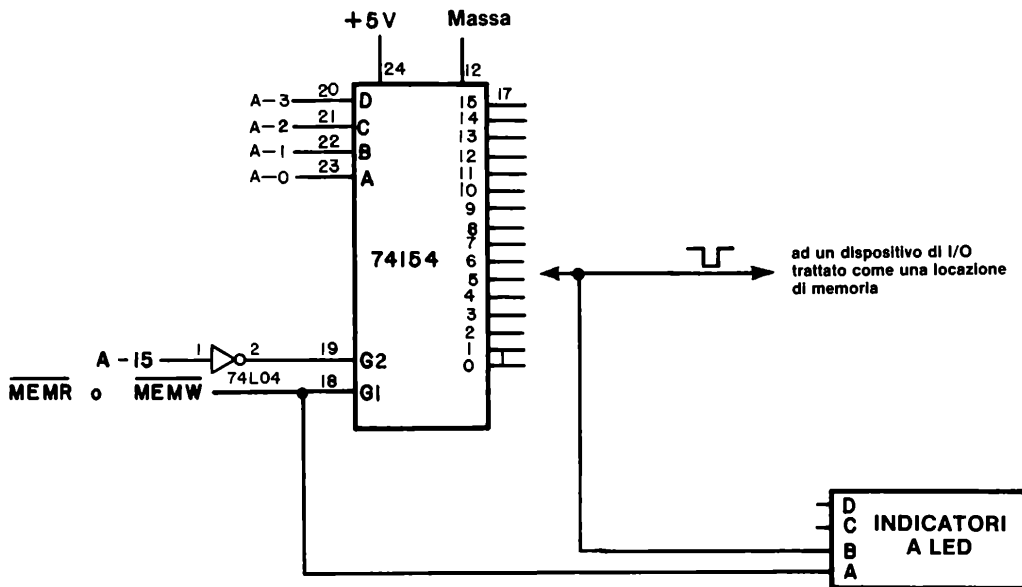 +5V
Massa
24
12
A-3
20
D
15
17
14
A-2
21
C
13
A-1
22
B
12
A-0
23
A
11
10
9
8
74154
7
6
5
4
3
2
1
0
ad un dispositivo di I/O
trattato come una locazione
di memoria
A-15
1
2
19
G2
74L04
MEMR o MEMW
18
G1
D
C
B
A
INDICATORI
A LED